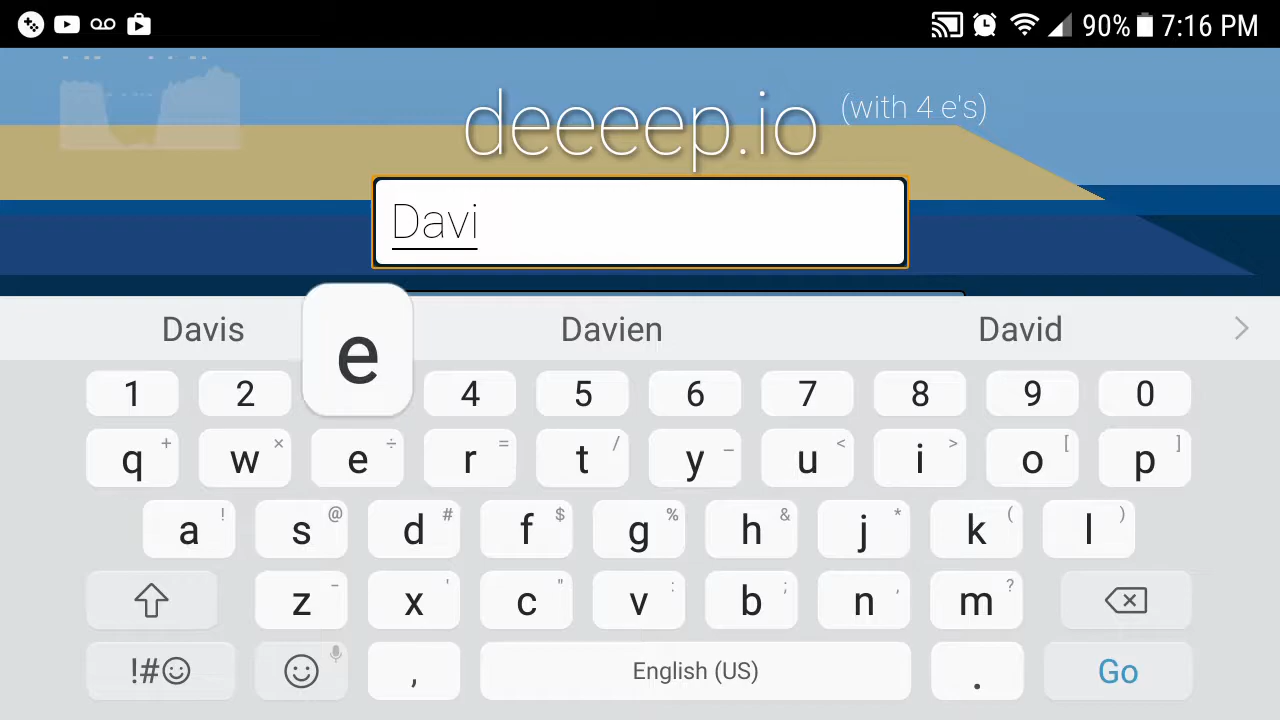 90% 7:16 PM
deeeep.io (with 4 e's)
Davi
Davis Davien David
e
1 2 4 5 6 7 8 9 0
q + w × e ÷ r = t / y _ u < i > o [ p ]
a ! s @ d # f $ g % h & j * k ( l )
z - x ' c " v : b ; n , m ?
!#☺ , English (US) . Go